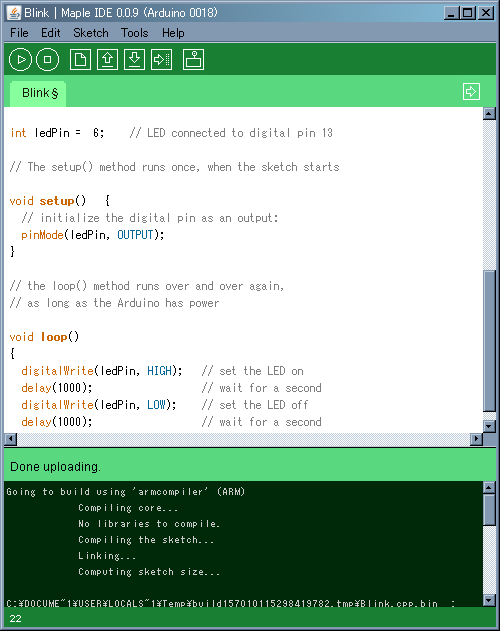 Blink | Maple IDE 0.0.9 (Arduino 0018)
File Edit Sketch Tools Help
Blink§
int ledPin =  6;    // LED connected to digital pin 13
// The setup() method runs once, when the sketch starts
void setup()   {
  // initialize the digital pin as an output:
  pinMode(ledPin, OUTPUT);
}
// the loop() method runs over and over again,
// as long as the Arduino has power
void loop()
{
  digitalWrite(ledPin, HIGH);   // set the LED on
  delay(1000);                  // wait for a second
  digitalWrite(ledPin, LOW);    // set the LED off
  delay(1000);                  // wait for a second
Done uploading.
Going to build using 'armcompiler' (ARM)
Compiling core...
No libraries to compile.
Compiling the sketch...
Linking...
Computing sketch size...
C:¥DOCUME~1¥USER¥LOCALS~1¥Temp¥build157010115298419782.tmp¥Blink.cpp.bin  :
22